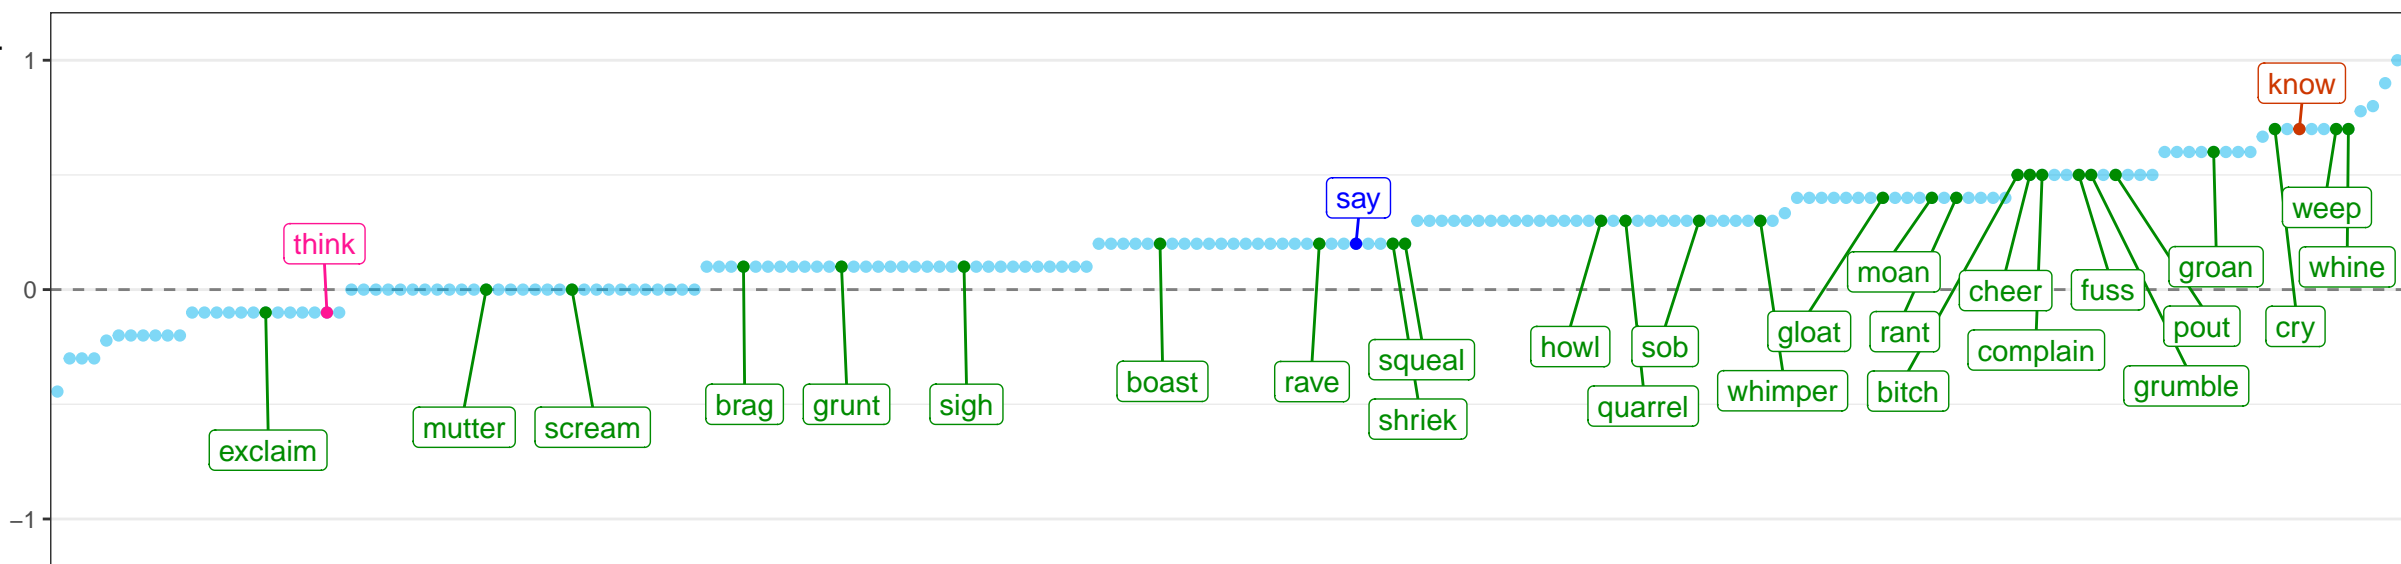 1
know
think
say
weep
0
moan
groan
whine
cheer
fuss
gloat
rant
pout
cry
howl
sob
squeal
complain
boast
rave
whimper
bitch
grumble
brag
grunt
sigh
quarrel
shriek
mutter
scream
exclaim
−1